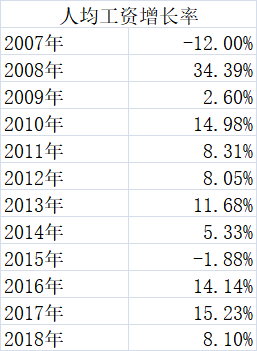 人均工资增长率
2007年 -12.00%
2008年 34.39%
2009年 2.60%
2010年 14.98%
2011年 8.31%
2012年 8.05%
2013年 11.68%
2014年 5.33%
2015年 -1.88%
2016年 14.14%
2017年 15.23%
2018年 8.10%